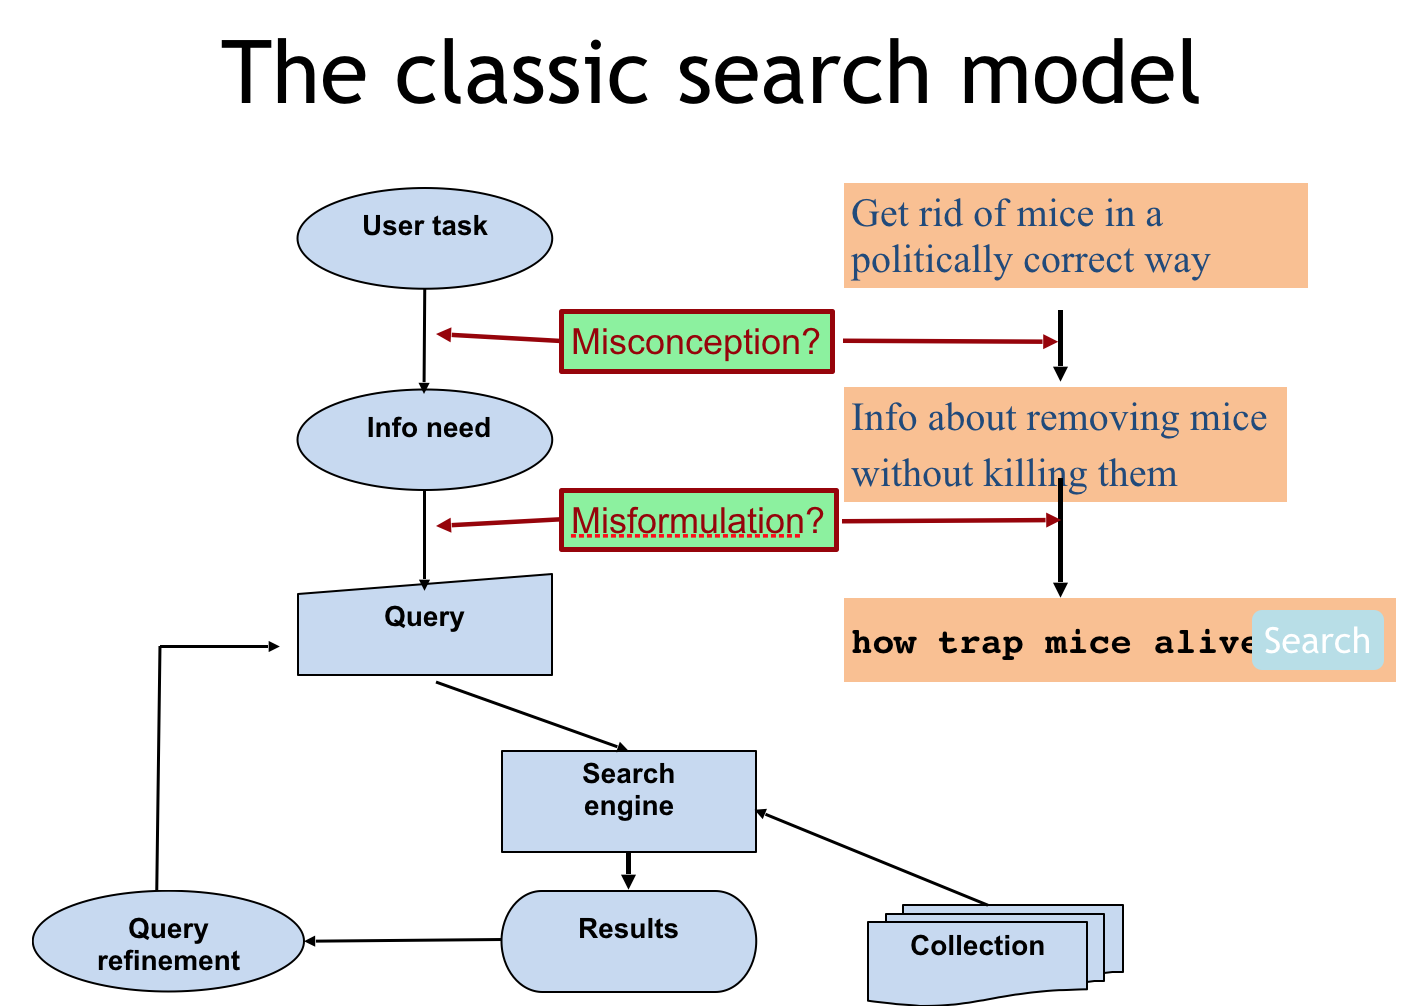 The classic search model
User task
Get rid of mice in a
politically correct way
Misconception?
Info need
Info about removing mice
without killing them
Misformulation?
Query
how trap mice alive
Search
Search
engine
Query
refinement
Results
Collection